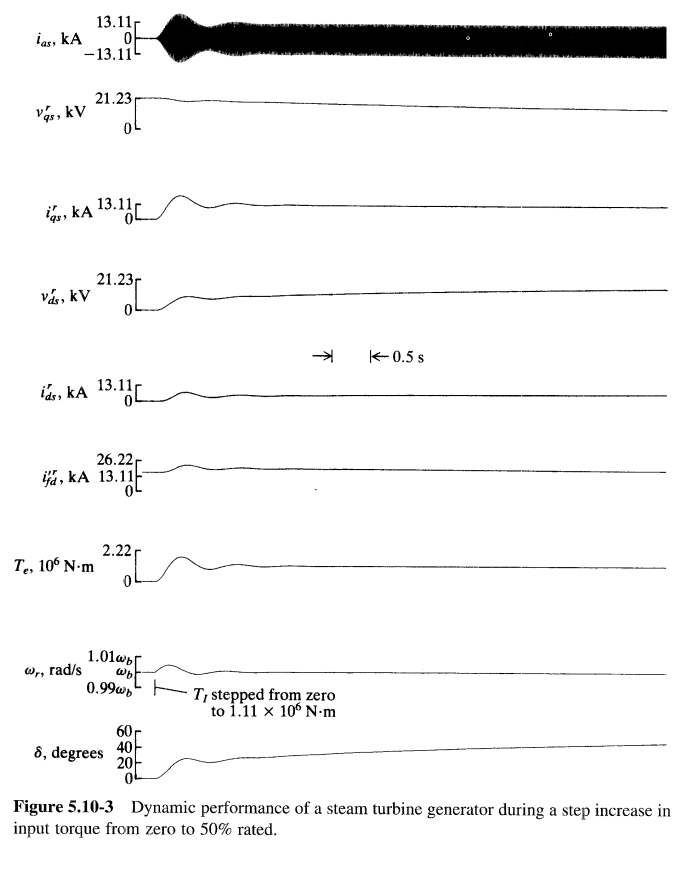 13.11
i_as, kA 0
−13.11
21.23
v^r_qs, kV
0
i^r_qs, kA 13.11
0
21.23
v^r_ds, kV
0
0.5 s
13.11
i^r_ds, kA
0
26.22
i'^r_fd, kA 13.11
0
2.22
T_e, 10^6 N·m
0
1.01ω_b
ω_r, rad/s ω_b
0.99ω_b
T_I stepped from zero
to 1.11 × 10^6 N·m
60
40
δ, degrees
20
0
Figure 5.10-3 Dynamic performance of a steam turbine generator during a step increase in
input torque from zero to 50% rated.